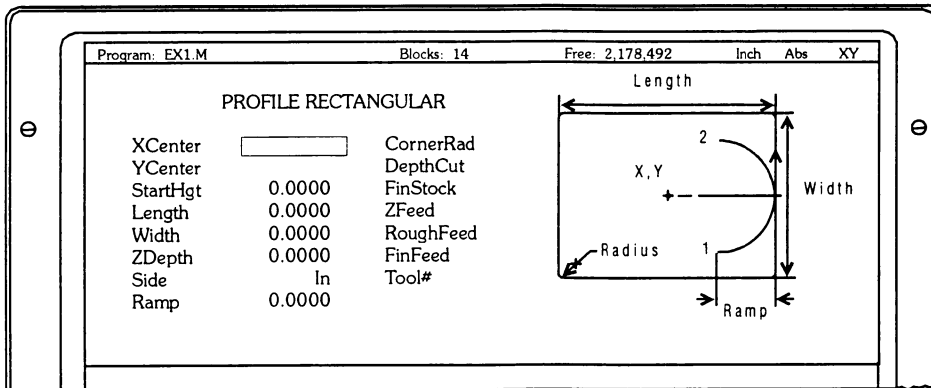 Program: EX1.M Blocks: 14 Free: 2,178,492 Inch Abs XY
PROFILE RECTANGULAR
XCenter CornerRad
YCenter DepthCut
StartHgt 0.0000 FinStock
Length 0.0000 ZFeed
Width 0.0000 RoughFeed
ZDepth 0.0000 FinFeed
Side In Tool#
Ramp 0.0000
Length
2
X,Y
Width
Radius 1
Ramp